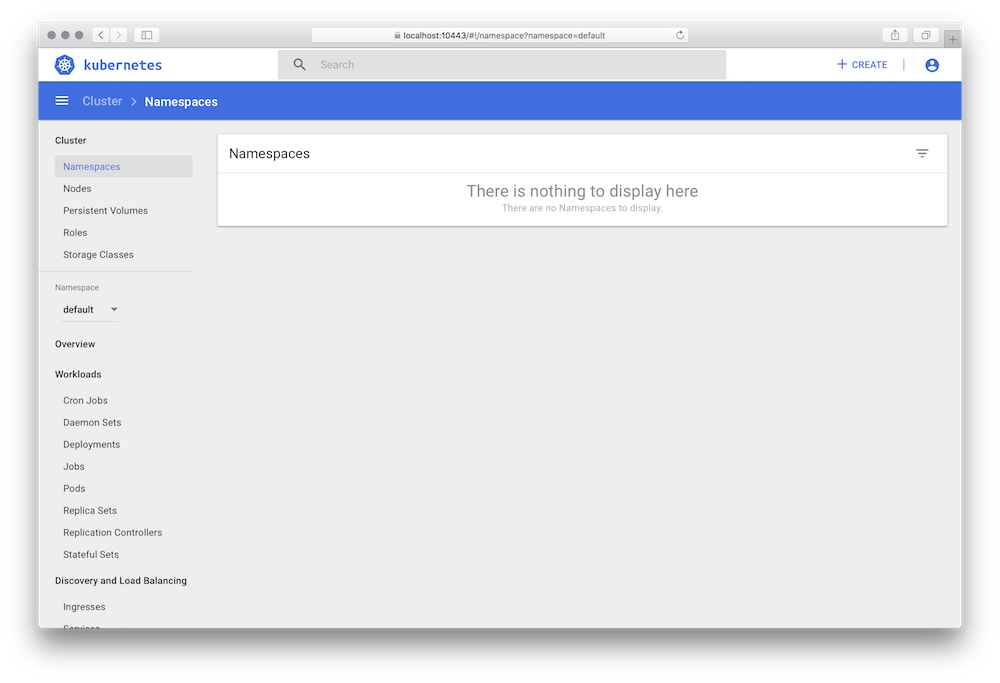 localhost:10443/#!/namespace?namespace=default
kubernetes
Search
CREATE
Cluster
Namespaces
Cluster
Namespaces
Nodes
Persistent Volumes
Roles
Storage Classes
Namespace
default
Overview
Workloads
Cron Jobs
Daemon Sets
Deployments
Jobs
Pods
Replica Sets
Replication Controllers
Stateful Sets
Discovery and Load Balancing
Ingresses
Services
Namespaces
There is nothing to display here
There are no Namespaces to display.